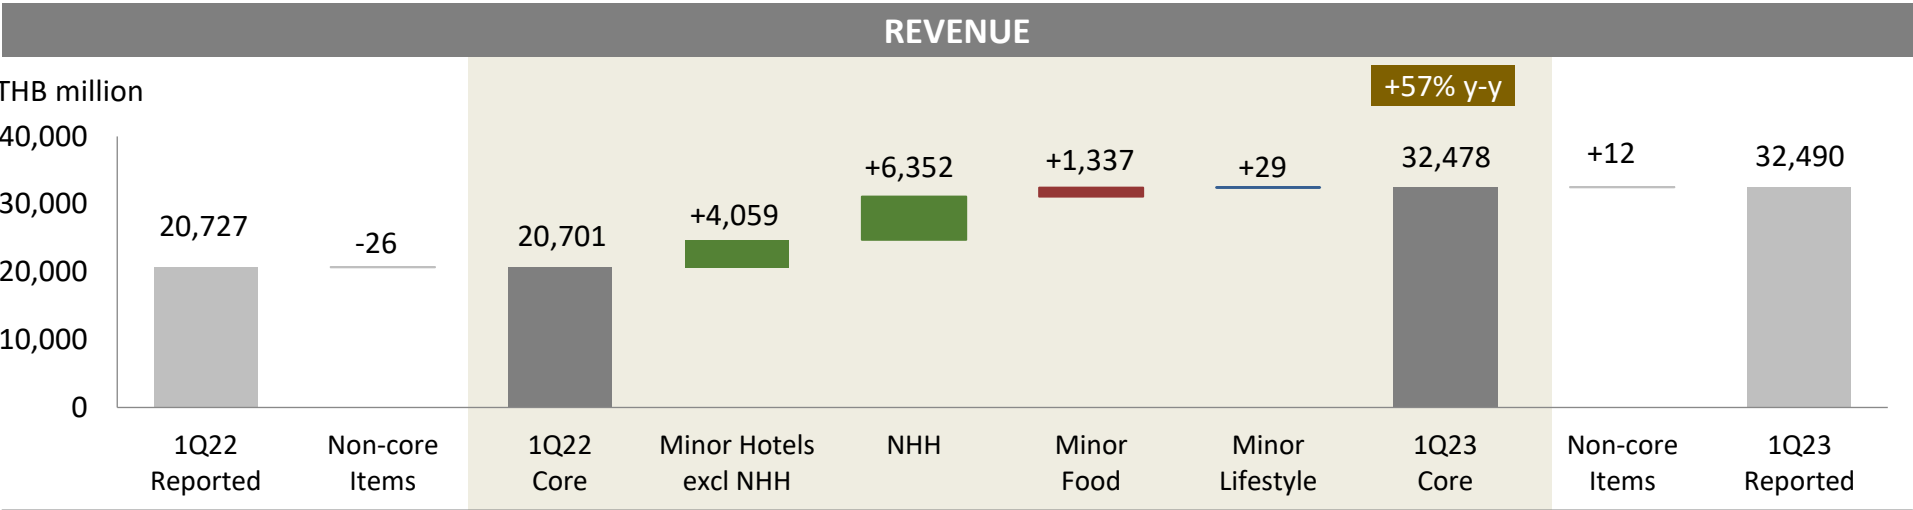 REVENUE
THB million
+57% y-y
40,000
30,000
20,000
10,000
0
20,727
-26
20,701
+4,059
+6,352
+1,337
+29
32,478
+12
32,490
1Q22
Reported
Non-core
Items
1Q22
Core
Minor Hotels
excl NHH
NHH
Minor
Food
Minor
Lifestyle
1Q23
Core
Non-core
Items
1Q23
Reported